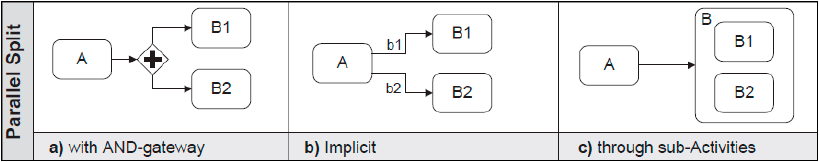 Parallel Split
A
B1
B2
a) with AND-gateway
A
b1
b2
B1
B2
b) Implicit
A
B
B1
B2
c) through sub-Activities